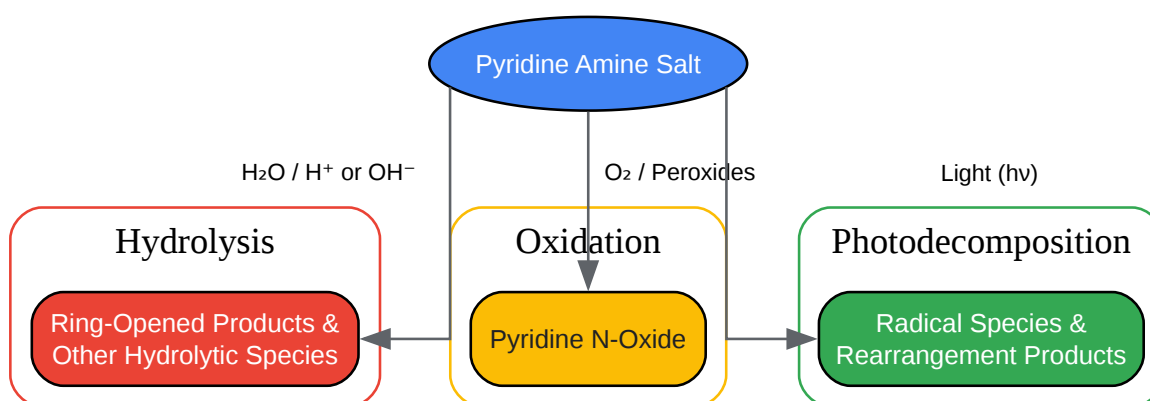 Pyridine Amine Salt
H₂O / H⁺ or OH⁻
O₂ / Peroxides
Light (hν)
Hydrolysis
Oxidation
Photodecomposition
Ring-Opened Products &
Other Hydrolytic Species
Pyridine N-Oxide
Radical Species &
Rearrangement Products